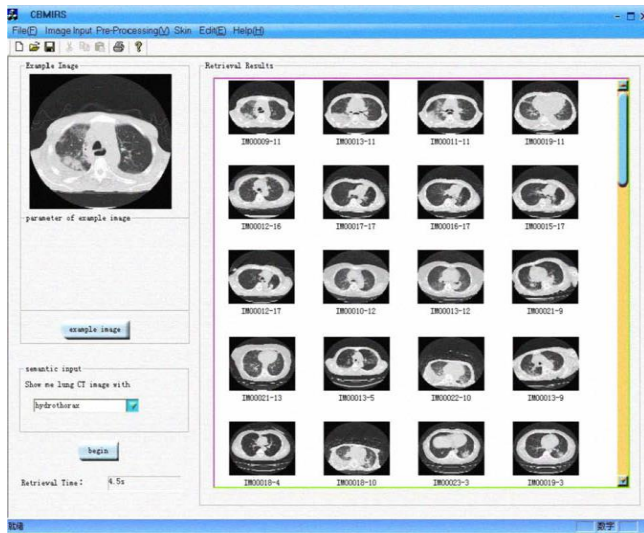 CBMIRS
File(F) Image Input Pre-Processing(V) Skin Edit(E) Help(H)
Example Image
Retrieval Results
IM00009-11 IM00013-11 IM00011-11 IM00019-11
IM00012-16 IM00017-17 IM00016-17 IM00015-17
parameter of example image
IM00012-17 IM00010-12 IM00013-12 IM00021-9
example image
semantic input
Show me lung CT image with
hydrothorax
IM00021-13 IM00013-5 IM00022-10 IM00013-9
begin
Retrieval Time: 4.5s
IM00018-4 IM00018-10 IM00023-3 IM00019-3
就绪
数字